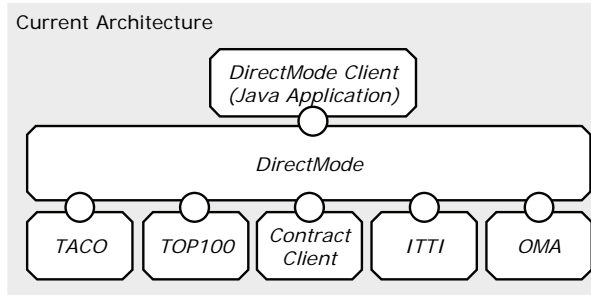 Current Architecture
DirectMode Client
(Java Application)
DirectMode
TACO
TOP100
Contract
Client
ITTI
OMA